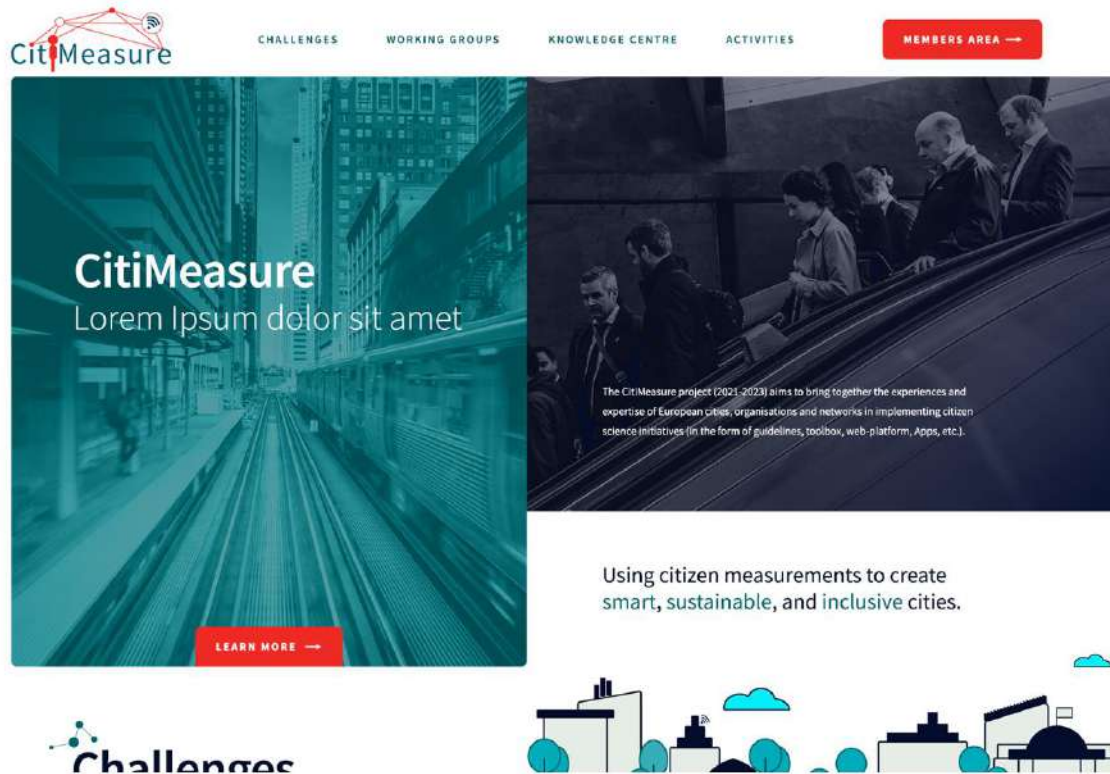 CitiMeasure
CHALLENGES
WORKING GROUPS
KNOWLEDGE CENTRE
ACTIVITIES
MEMBERS AREA →
CitiMeasure
Lorem Ipsum dolor sit amet
The CitiMeasure project (2021-2023) aims to bring together the experiences and
expertise of European cities, organisations and networks in implementing citizen
science initiatives (in the form of guidelines, toolbox, web-platform, Apps, etc.).
LEARN MORE →
Using citizen measurements to create
smart, sustainable, and inclusive cities.
Challenges